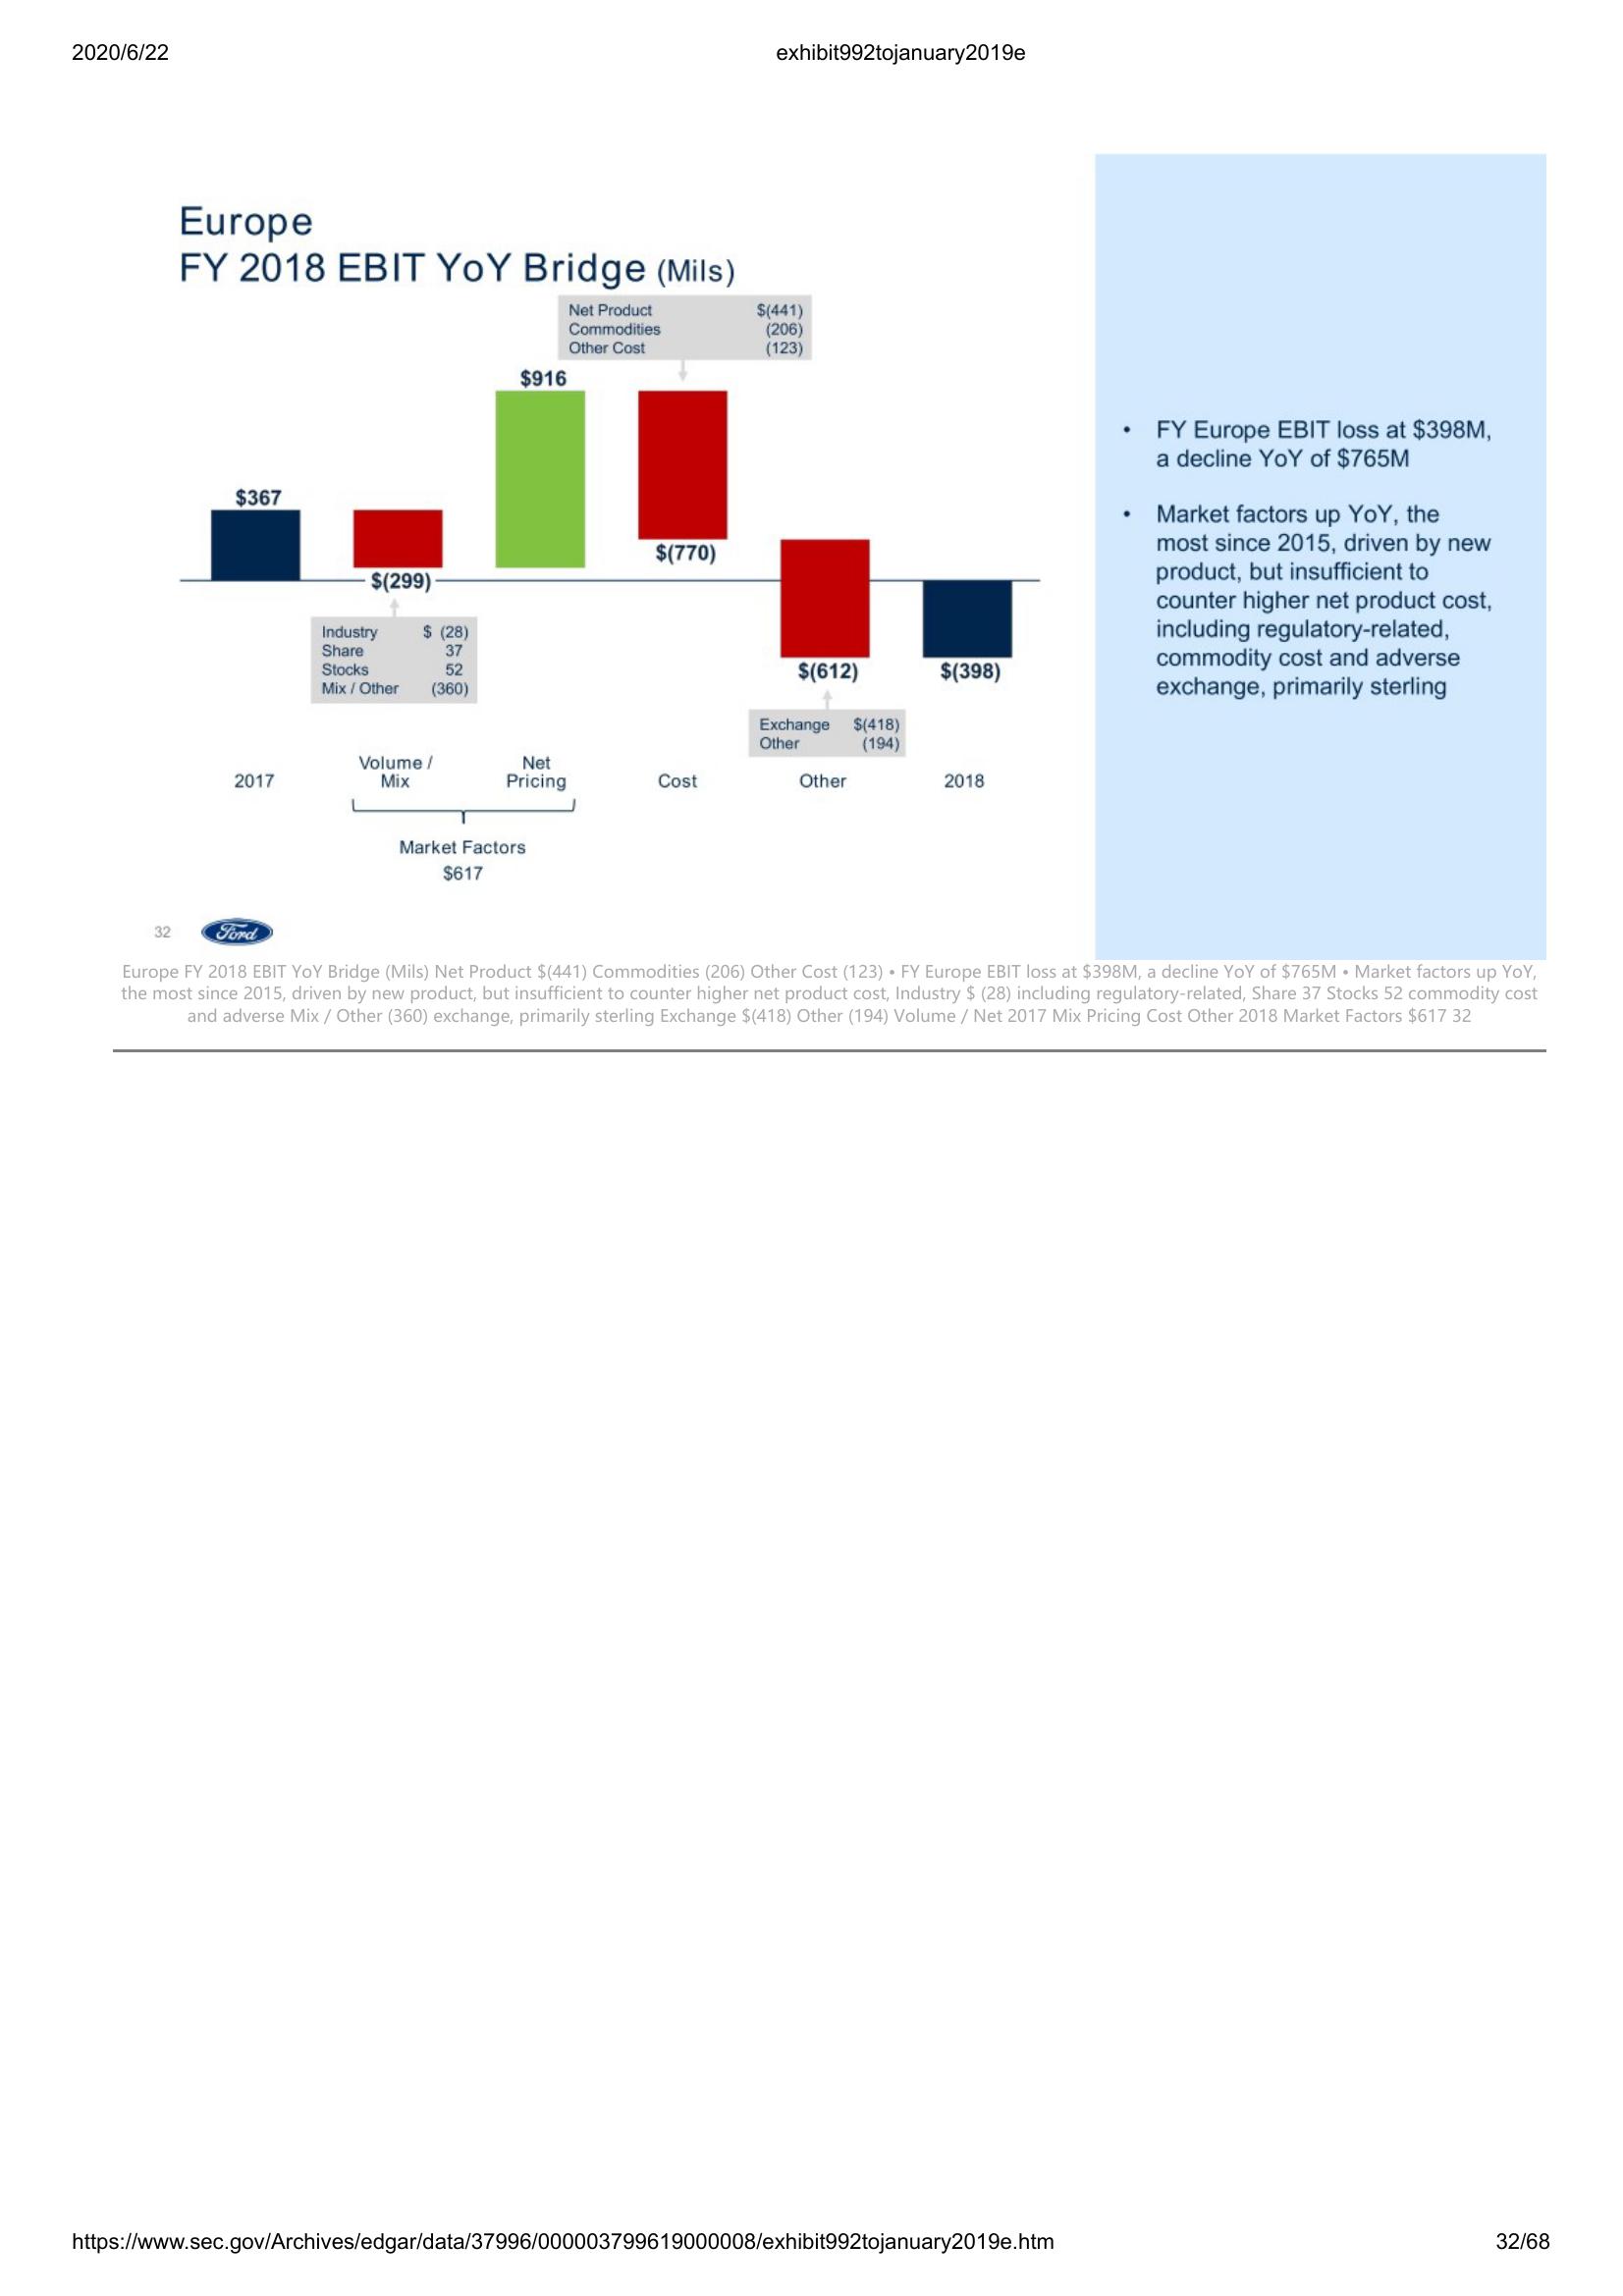 2020/6/22
exhibit992tojanuary2019e
Europe
FY 2018 EBIT YoY Bridge (Mils)
Net Product $(441)
Commodities (206)
Other Cost (123)
$916
$367
$(770)
$(299)
Industry $ (28)
Share 37
Stocks 52
Mix / Other (360)
$(612)
$(398)
Exchange $(418)
Other (194)
2017
Volume /
Mix
Net
Pricing
Cost
Other
2018
Market Factors
$617
• FY Europe EBIT loss at $398M,
a decline YoY of $765M
• Market factors up YoY, the
most since 2015, driven by new
product, but insufficient to
counter higher net product cost,
including regulatory-related,
commodity cost and adverse
exchange, primarily sterling
32
Ford
Europe FY 2018 EBIT YoY Bridge (Mils) Net Product $(441) Commodities (206) Other Cost (123) • FY Europe EBIT loss at $398M, a decline YoY of $765M • Market factors up YoY,
the most since 2015, driven by new product, but insufficient to counter higher net product cost, Industry $ (28) including regulatory-related, Share 37 Stocks 52 commodity cost
and adverse Mix / Other (360) exchange, primarily sterling Exchange $(418) Other (194) Volume / Net 2017 Mix Pricing Cost Other 2018 Market Factors $617 32
https://www.sec.gov/Archives/edgar/data/37996/000003799619000008/exhibit992tojanuary2019e.htm
32/68